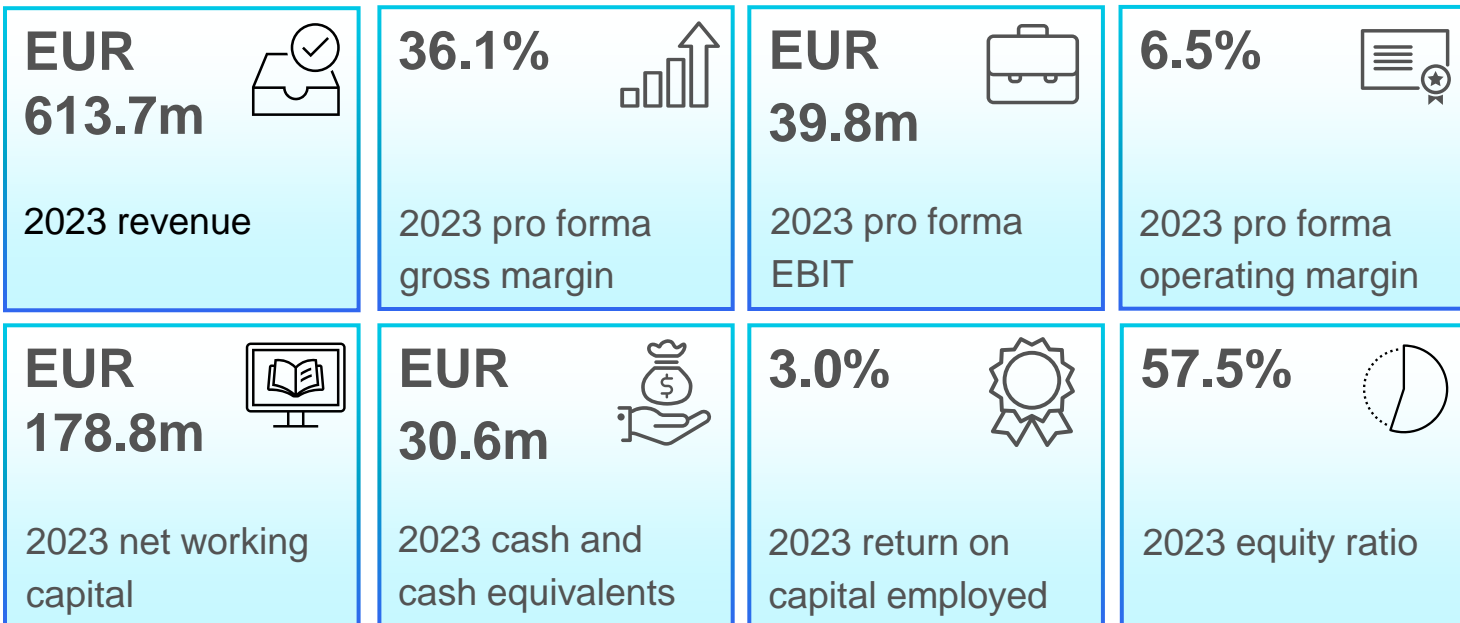 EUR
613.7m
2023 revenue
36.1%
2023 pro forma
gross margin
EUR
39.8m
2023 pro forma
EBIT
6.5%
2023 pro forma
operating margin
EUR
178.8m
2023 net working
capital
EUR
30.6m
$
2023 cash and
cash equivalents
3.0%
2023 return on
capital employed
57.5%
2023 equity ratio